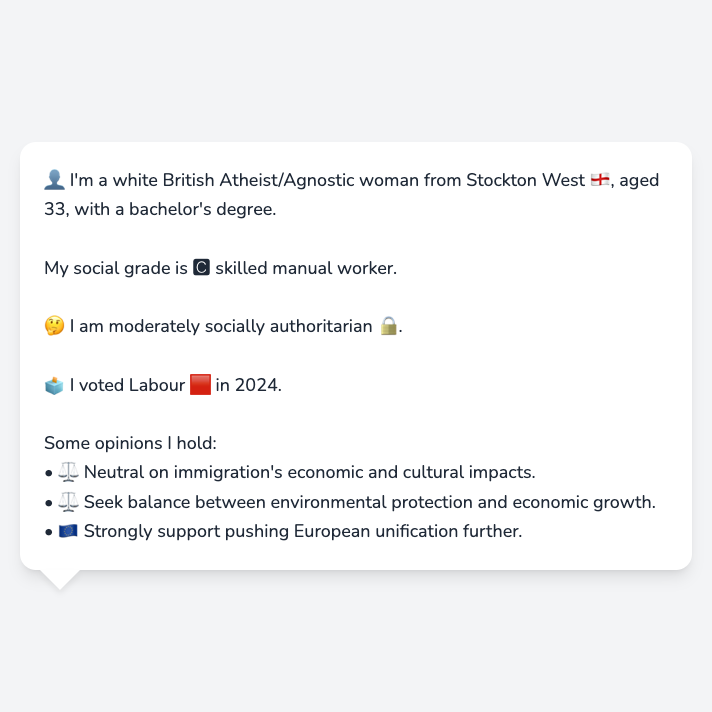 👤 I'm a white British Atheist/Agnostic woman from Stockton West 🏴󠁧󠁢󠁥󠁮󠁧󠁿, aged
33, with a bachelor's degree.
My social grade is 🅲 skilled manual worker.
🤔 I am moderately socially authoritarian 🔒.
🗳️ I voted Labour 🟥 in 2024.
Some opinions I hold:
• ⚖️ Neutral on immigration's economic and cultural impacts.
• ⚖️ Seek balance between environmental protection and economic growth.
• 🇪🇺 Strongly support pushing European unification further.